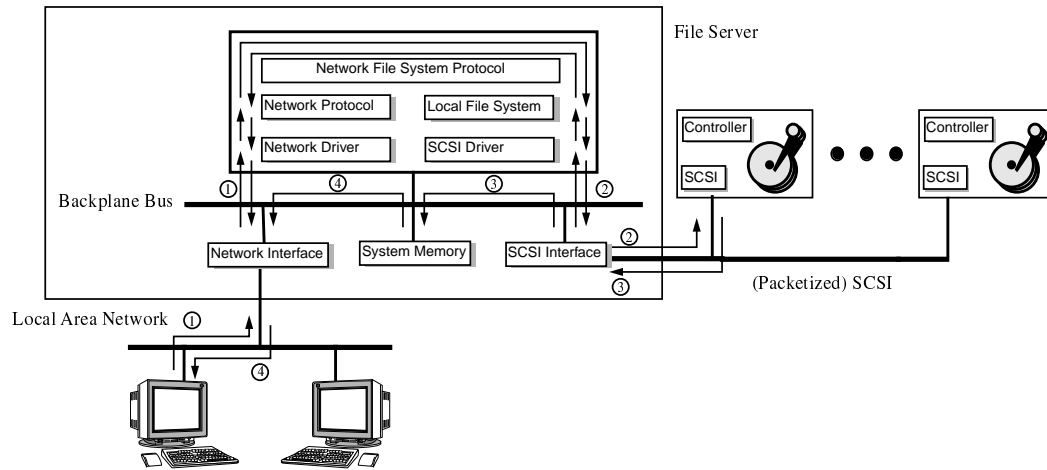 File Server
Network File System Protocol
Network Protocol
Local File System
Network Driver
SCSI Driver
Controller
Controller
SCSI
SCSI
1
4
3
2
Backplane Bus
Network Interface
System Memory
SCSI Interface
2
3
(Packetized) SCSI
Local Area Network
1
4